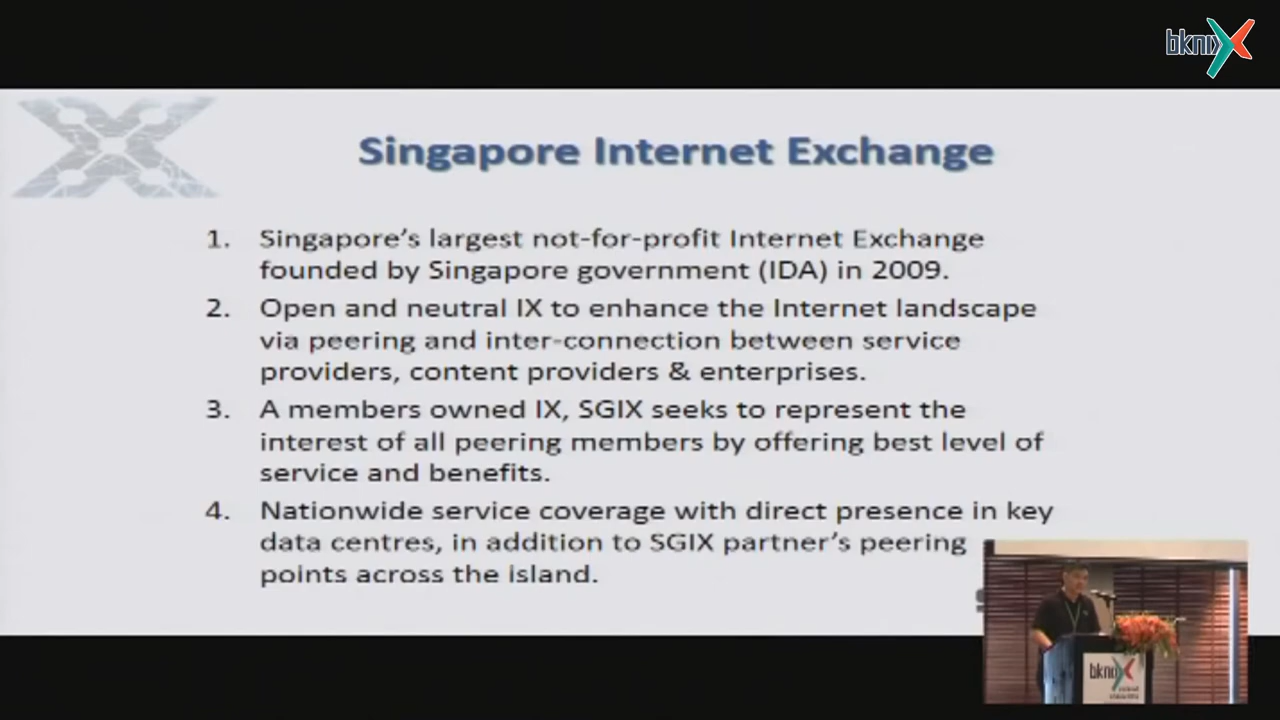 bknix
Singapore Internet Exchange
1. Singapore's largest not-for-profit Internet Exchange
founded by Singapore government (IDA) in 2009.
2. Open and neutral IX to enhance the Internet landscape
via peering and inter-connection between service
providers, content providers & enterprises.
3. A members owned IX, SGIX seeks to represent the
interest of all peering members by offering best level of
service and benefits.
4. Nationwide service coverage with direct presence in key
data centres, in addition to SGIX partner's peering
points across the island.
bknix